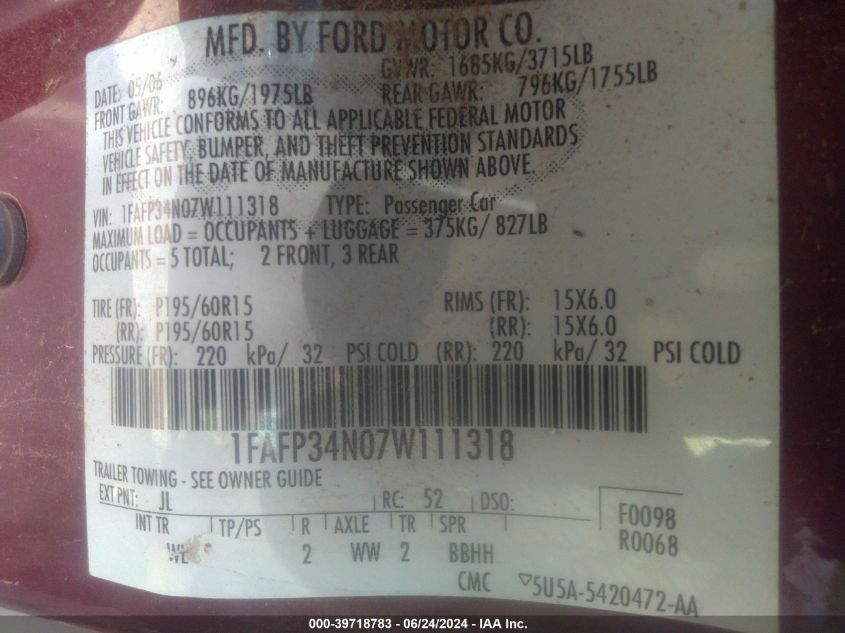 MFD. BY FORD MOTOR CO.
DATE: 05/06 GVWR: 1685KG/3715LB
FRONT GAWR: 896KG/1975LB REAR GAWR: 796KG/1755LB
THIS VEHICLE CONFORMS TO ALL APPLICABLE FEDERAL MOTOR
VEHICLE SAFETY, BUMPER, AND THEFT PREVENTION STANDARDS
IN EFFECT ON THE DATE OF MANUFACTURE SHOWN ABOVE.
VIN: 1FAFP34N07W111318 TYPE: Passenger Car
MAXIMUM LOAD = OCCUPANTS + LUGGAGE = 375KG/ 827LB
OCCUPANTS = 5 TOTAL; 2 FRONT, 3 REAR
TIRE (FR): P195/60R15 RIMS (FR): 15X6.0
(RR): P195/60R15 (RR): 15X6.0
PRESSURE (FR): 220 kPa/ 32 PSI COLD (RR): 220 kPa/ 32 PSI COLD
1FAFP34N07W111318
TRAILER TOWING - SEE OWNER GUIDE
EXT PNT: JL RC: 52 DSO:
INT TR TP/PS R AXLE TR SPR F0098
R0068
WE 2 WW 2 BBHH
CMC ▽5U5A-5420472-AA
000-39718783 - 06/24/2024 - IAA Inc.